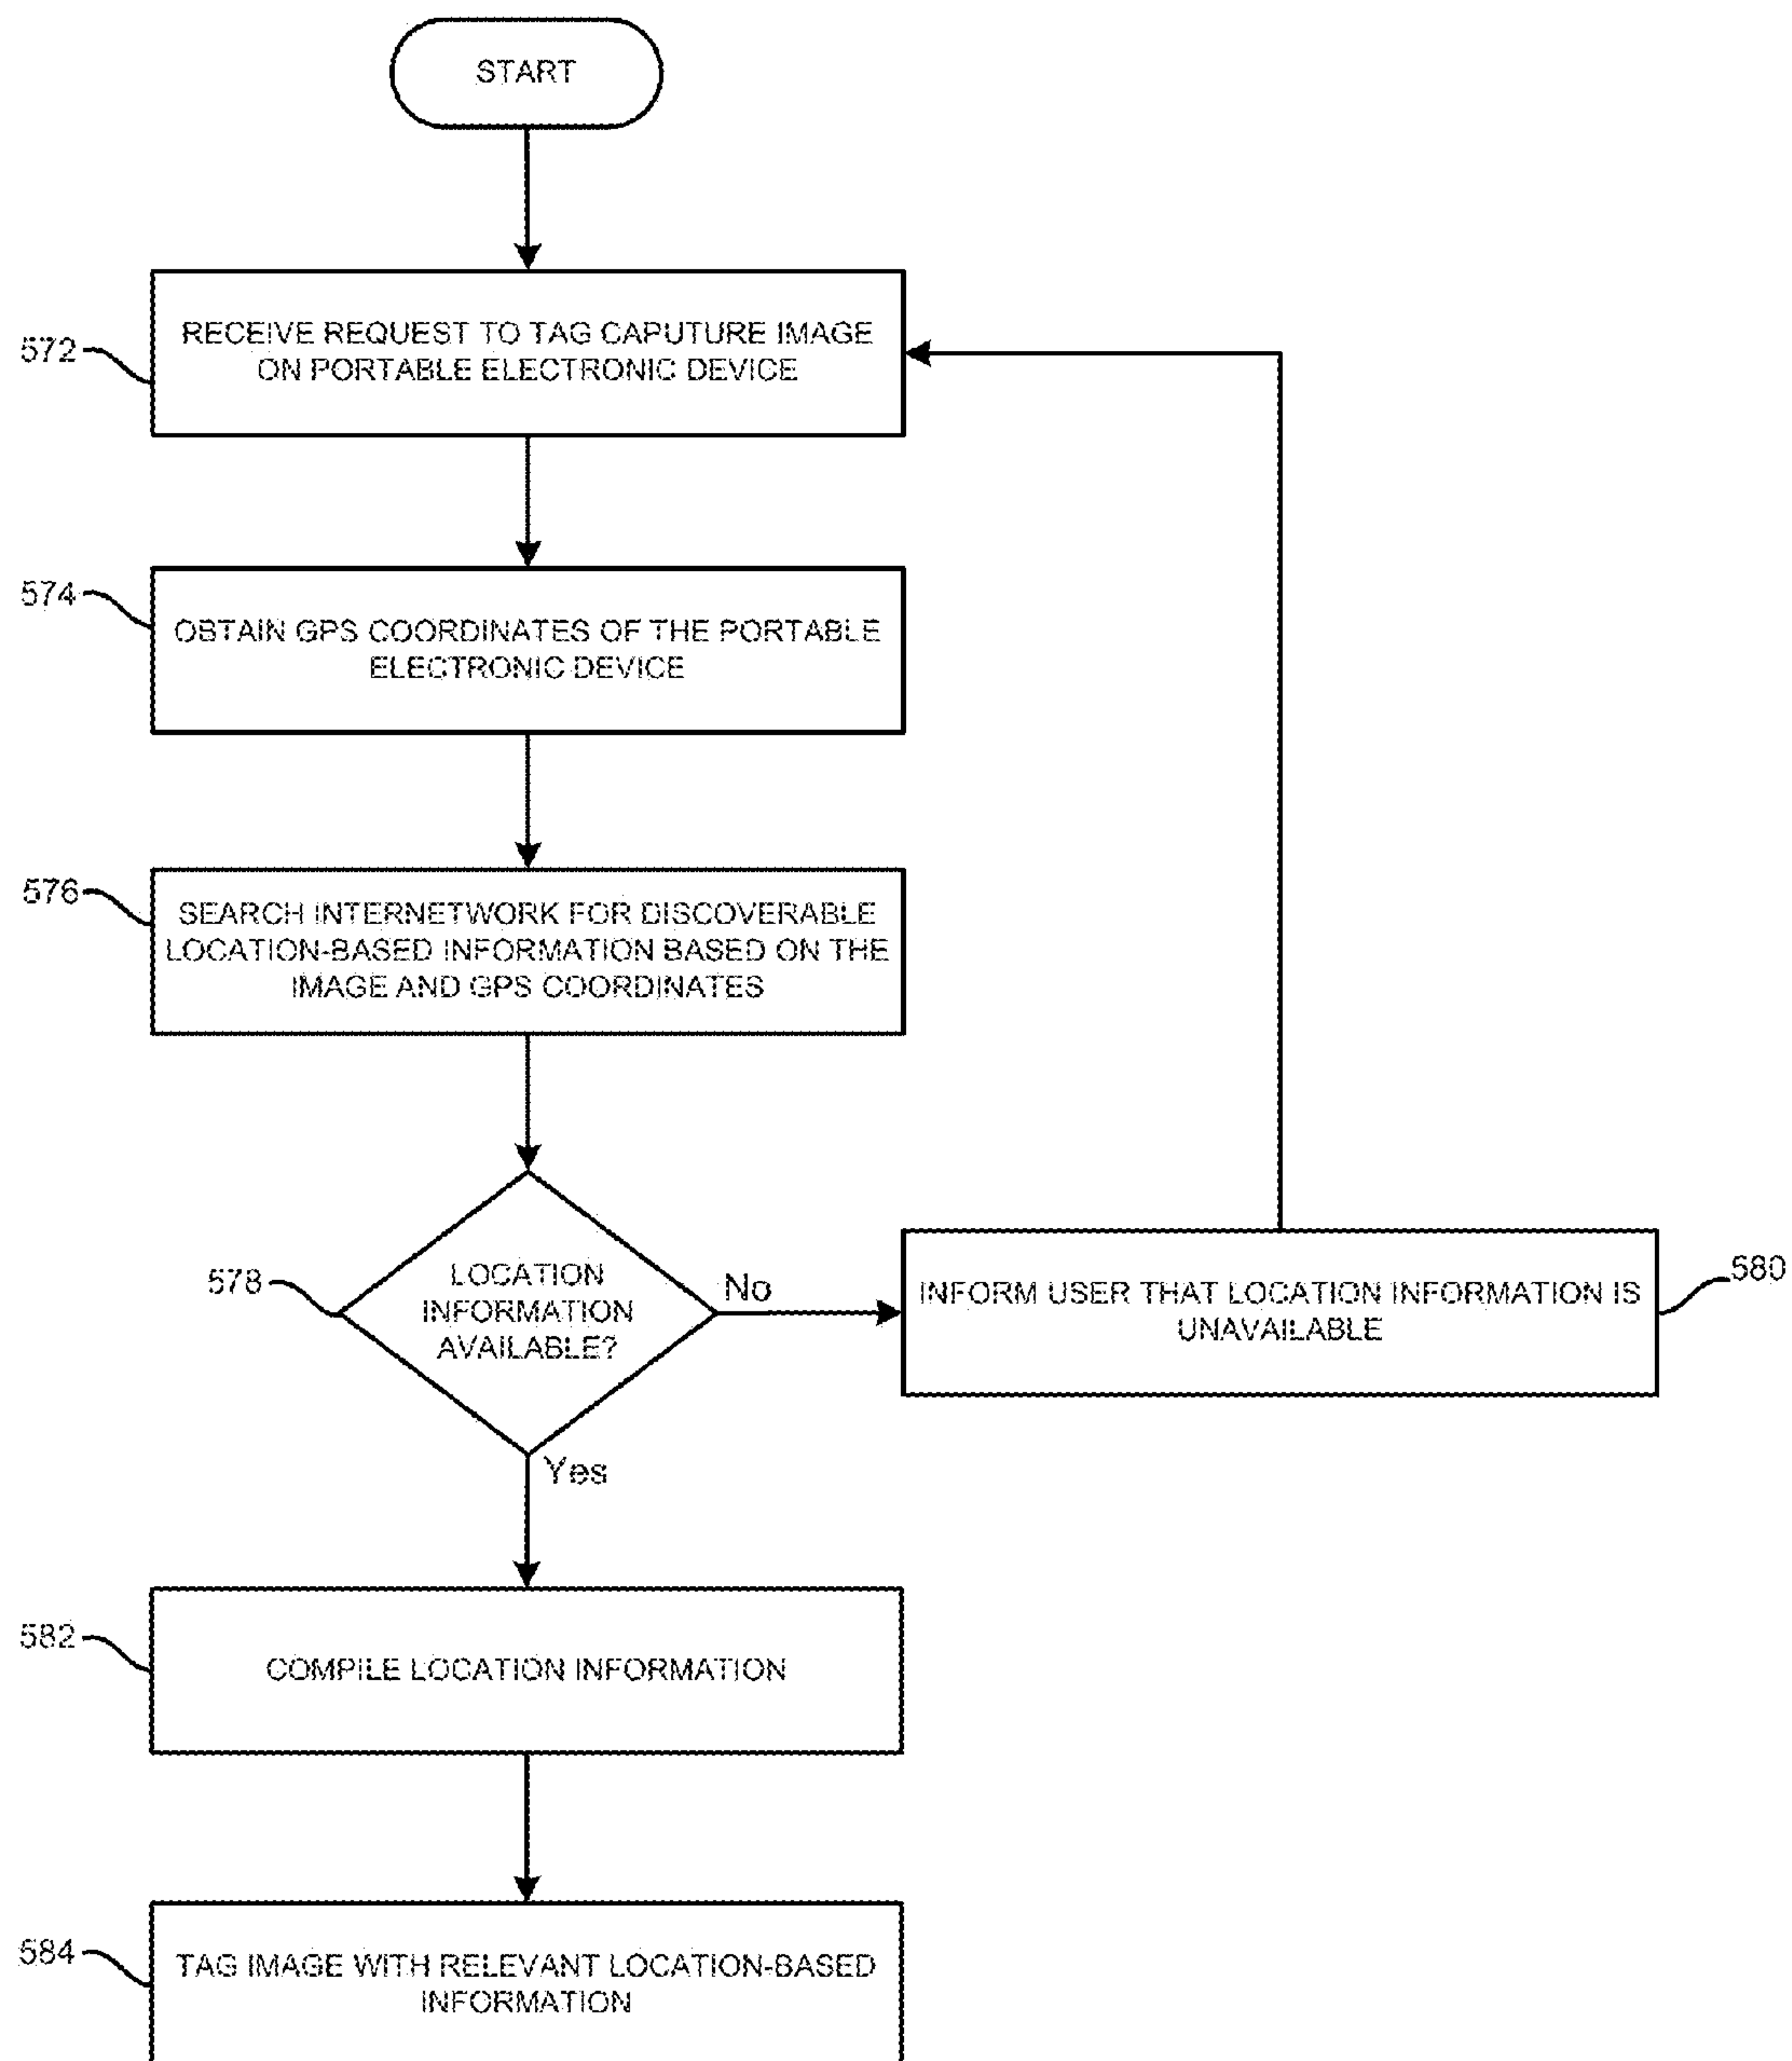 START
572
RECEIVE REQUEST TO TAG CAPUTURE IMAGE
ON PORTABLE ELECTRONIC DEVICE
574
OBTAIN GPS COORDINATES OF THE PORTABLE
ELECTRONIC DEVICE
576
SEARCH INTERNETWORK FOR DISCOVERABLE
LOCATION-BASED INFORMATION BASED ON THE
IMAGE AND GPS COORDINATES
578
LOCATION
INFORMATION
AVAILABLE?
No
INFORM USER THAT LOCATION INFORMATION IS
UNAVAILABLE
580
Yes
582
COMPILE LOCATION INFORMATION
584
TAG IMAGE WITH RELEVANT LOCATION-BASED
INFORMATION